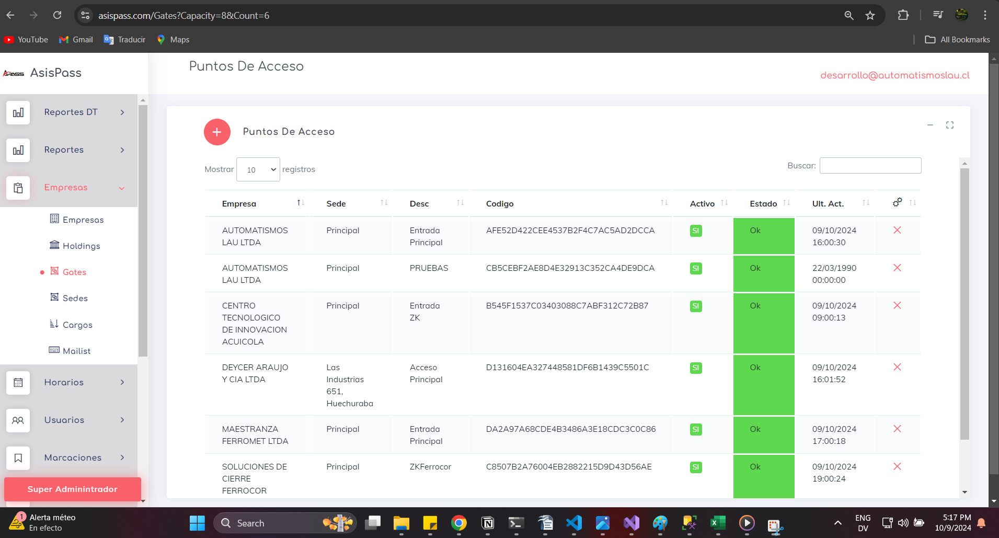 asispass.com/Gates?Capacity=8&Count=6
YouTube
Gmail
Traducir
Maps
All Bookmarks
APASS AsisPass
Puntos De Acceso
desarrollo@automatismoslau.cl
Reportes DT
Reportes
Empresas
Empresas
Holdings
Gates
Sedes
Cargos
Mailist
Horarios
Usuarios
Marcaciones
Super Adminintrador
Puntos De Acceso
Mostrar 10 registros
Buscar:
Empresa Sede Desc Codigo Activo Estado Ult. Act.
AUTOMATISMOS Principal Entrada AFE52D422CEE4537B2F4C7AC5AD2DCCA SI Ok 09/10/2024
LAU LTDA Principal 16:00:30
AUTOMATISMOS Principal PRUEBAS CB5CEBF2AE8D4E32913C352CA4DE9DCA SI Ok 22/03/1990
LAU LTDA 00:00:00
CENTRO Principal Entrada B545F1537C03403088C7ABF312C72B87 SI Ok 09/10/2024
TECNOLOGICO ZK 09:00:13
DE INNOVACION
ACUICOLA
DEYCER ARAUJO Las Acceso D131604EA327448581DF6B1439C5501C SI Ok 09/10/2024
Y CIA LTDA Industrias Principal 16:01:52
651,
Huechuraba
MAESTRANZA Principal Entrada DA2A97A68CDE4B3486A3E18CDC3C0C86 SI Ok 09/10/2024
FERROMET LTDA Principal 17:00:18
SOLUCIONES DE Principal ZKFerrocor C8507B2A76004EB2882215D9D43D56AE SI Ok 09/10/2024
CIERRE 19:00:24
FERROCOR
1
Alerta méteo
En efecto
Search
ENG
DV
5:17 PM
10/9/2024